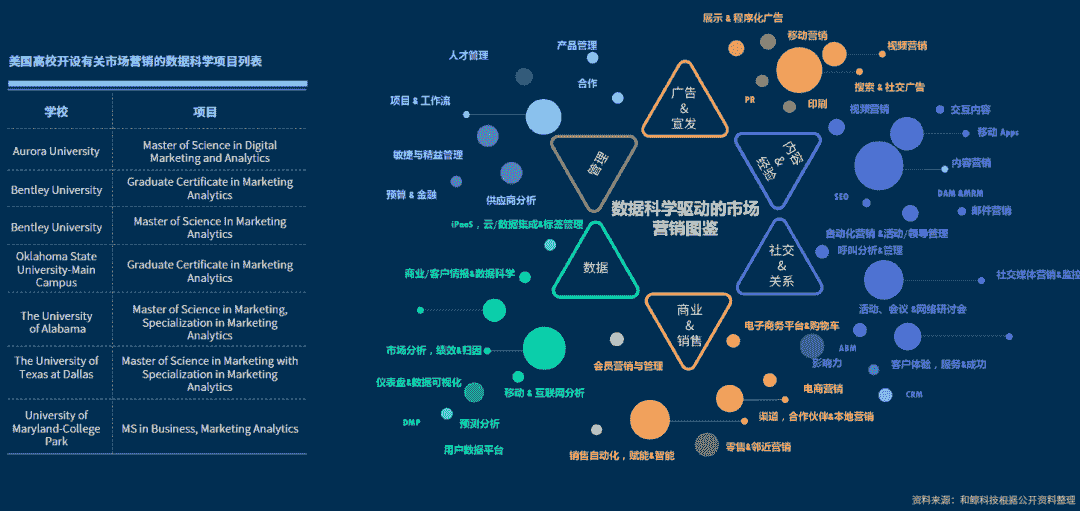 美国高校开设有关市场营销的数据科学项目列表
学校
项目
Aurora University
Master of Science in Digital
Marketing and Analytics
Bentley University
Graduate Certificate in Marketing
Analytics
Bentley University
Master of Science In Marketing
Analytics
Oklahoma State
University-Main
Campus
Graduate Certificate in Marketing
Analytics
The University
of Alabama
Master of Science in Marketing,
Specialization in Marketing
Analytics
The University of
Texas at Dallas
Master of Science in Marketing with
Specialization in Marketing
Analytics
University of
Maryland-College
Park
MS in Business, Marketing Analytics
数据科学驱动的市场
营销图鉴
广告
&
宣发
展示 & 程序化广告
移动营销
视频营销
搜索 & 社交广告
PR
印刷
内容
&
经验
视频营销
交互内容
移动 Apps
内容营销
SEO
DAM &MRM
邮件营销
自动化营销 &活动/领导管理
呼叫分析&管理
社交
&
关系
社交媒体营销&监控
活动、会议 &网络研讨会
ABM
影响力
客户体验，服务&成功
CRM
商业
&
销售
电子商务平台&购物车
会员营销与管理
电商营销
渠道，合作伙伴&本地营销
零售&邻近营销
销售自动化，赋能&智能
数据
iPaaS，云/数据集成&标签管理
商业/客户情报&数据科学
市场分析，绩效&归因
移动 & 互联网分析
仪表盘&数据可视化
DMP
预测分析
用户数据平台
管理
人才管理
产品管理
合作
项目 & 工作流
敏捷与精益管理
预算 & 金融
供应商分析
资料来源：和鲸科技根据公开资料整理